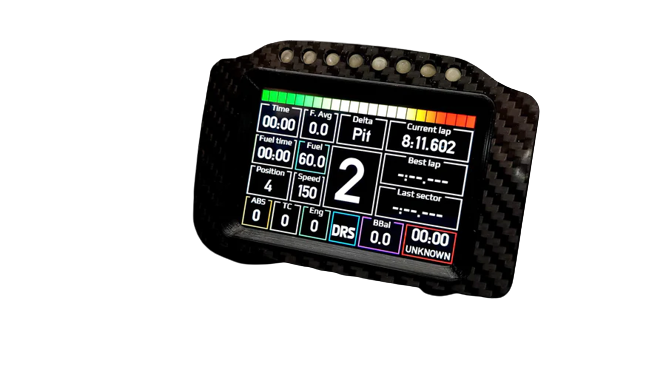 Time
00:00
F. Avg
0.0
Delta
Pit
Current lap
8:11.602
Fuel time
00:00
Fuel
60.0
2
Best lap
-:--.---
Position
4
Speed
150
Last sector
-:--.---
ABS
0
TC
0
Eng
0
DRS
BBal
0.0
00:00
UNKNOWN